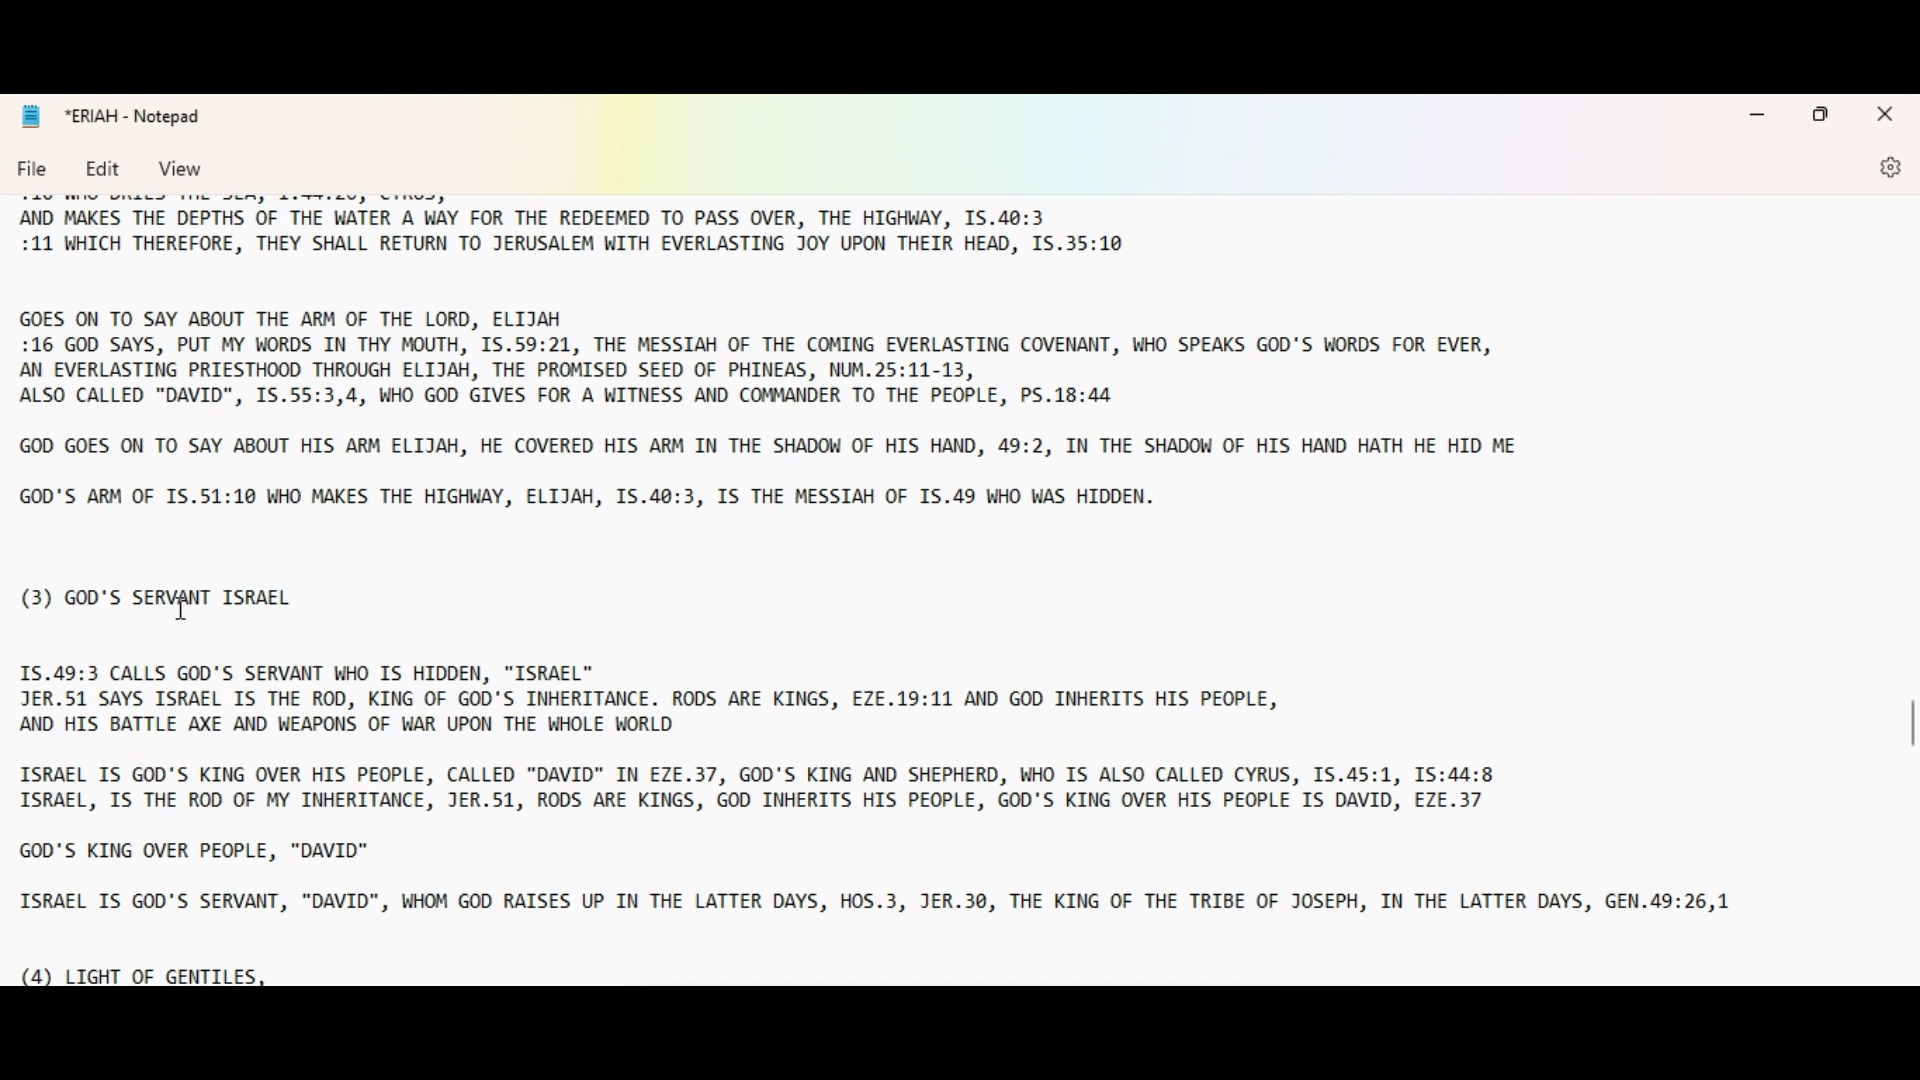 *ERIAH - Notepad
File Edit View
:10 WHO DRIES THE SEA, I.44:28, CYRUS,
AND MAKES THE DEPTHS OF THE WATER A WAY FOR THE REDEEMED TO PASS OVER, THE HIGHWAY, IS.40:3
:11 WHICH THEREFORE, THEY SHALL RETURN TO JERUSALEM WITH EVERLASTING JOY UPON THEIR HEAD, IS.35:10
GOES ON TO SAY ABOUT THE ARM OF THE LORD, ELIJAH
:16 GOD SAYS, PUT MY WORDS IN THY MOUTH, IS.59:21, THE MESSIAH OF THE COMING EVERLASTING COVENANT, WHO SPEAKS GOD'S WORDS FOR EVER,
AN EVERLASTING PRIESTHOOD THROUGH ELIJAH, THE PROMISED SEED OF PHINEAS, NUM.25:11-13,
ALSO CALLED "DAVID", IS.55:3,4, WHO GOD GIVES FOR A WITNESS AND COMMANDER TO THE PEOPLE, PS.18:44
GOD GOES ON TO SAY ABOUT HIS ARM ELIJAH, HE COVERED HIS ARM IN THE SHADOW OF HIS HAND, 49:2, IN THE SHADOW OF HIS HAND HATH HE HID ME
GOD'S ARM OF IS.51:10 WHO MAKES THE HIGHWAY, ELIJAH, IS.40:3, IS THE MESSIAH OF IS.49 WHO WAS HIDDEN.
(3) GOD'S SERVANT ISRAEL
IS.49:3 CALLS GOD'S SERVANT WHO IS HIDDEN, "ISRAEL"
JER.51 SAYS ISRAEL IS THE ROD, KING OF GOD'S INHERITANCE. RODS ARE KINGS, EZE.19:11 AND GOD INHERITS HIS PEOPLE,
AND HIS BATTLE AXE AND WEAPONS OF WAR UPON THE WHOLE WORLD
ISRAEL IS GOD'S KING OVER HIS PEOPLE, CALLED "DAVID" IN EZE.37, GOD'S KING AND SHEPHERD, WHO IS ALSO CALLED CYRUS, IS.45:1, IS:44:8
ISRAEL, IS THE ROD OF MY INHERITANCE, JER.51, RODS ARE KINGS, GOD INHERITS HIS PEOPLE, GOD'S KING OVER HIS PEOPLE IS DAVID, EZE.37
GOD'S KING OVER PEOPLE, "DAVID"
ISRAEL IS GOD'S SERVANT, "DAVID", WHOM GOD RAISES UP IN THE LATTER DAYS, HOS.3, JER.30, THE KING OF THE TRIBE OF JOSEPH, IN THE LATTER DAYS, GEN.49:26,1
(4) LIGHT OF GENTILES,